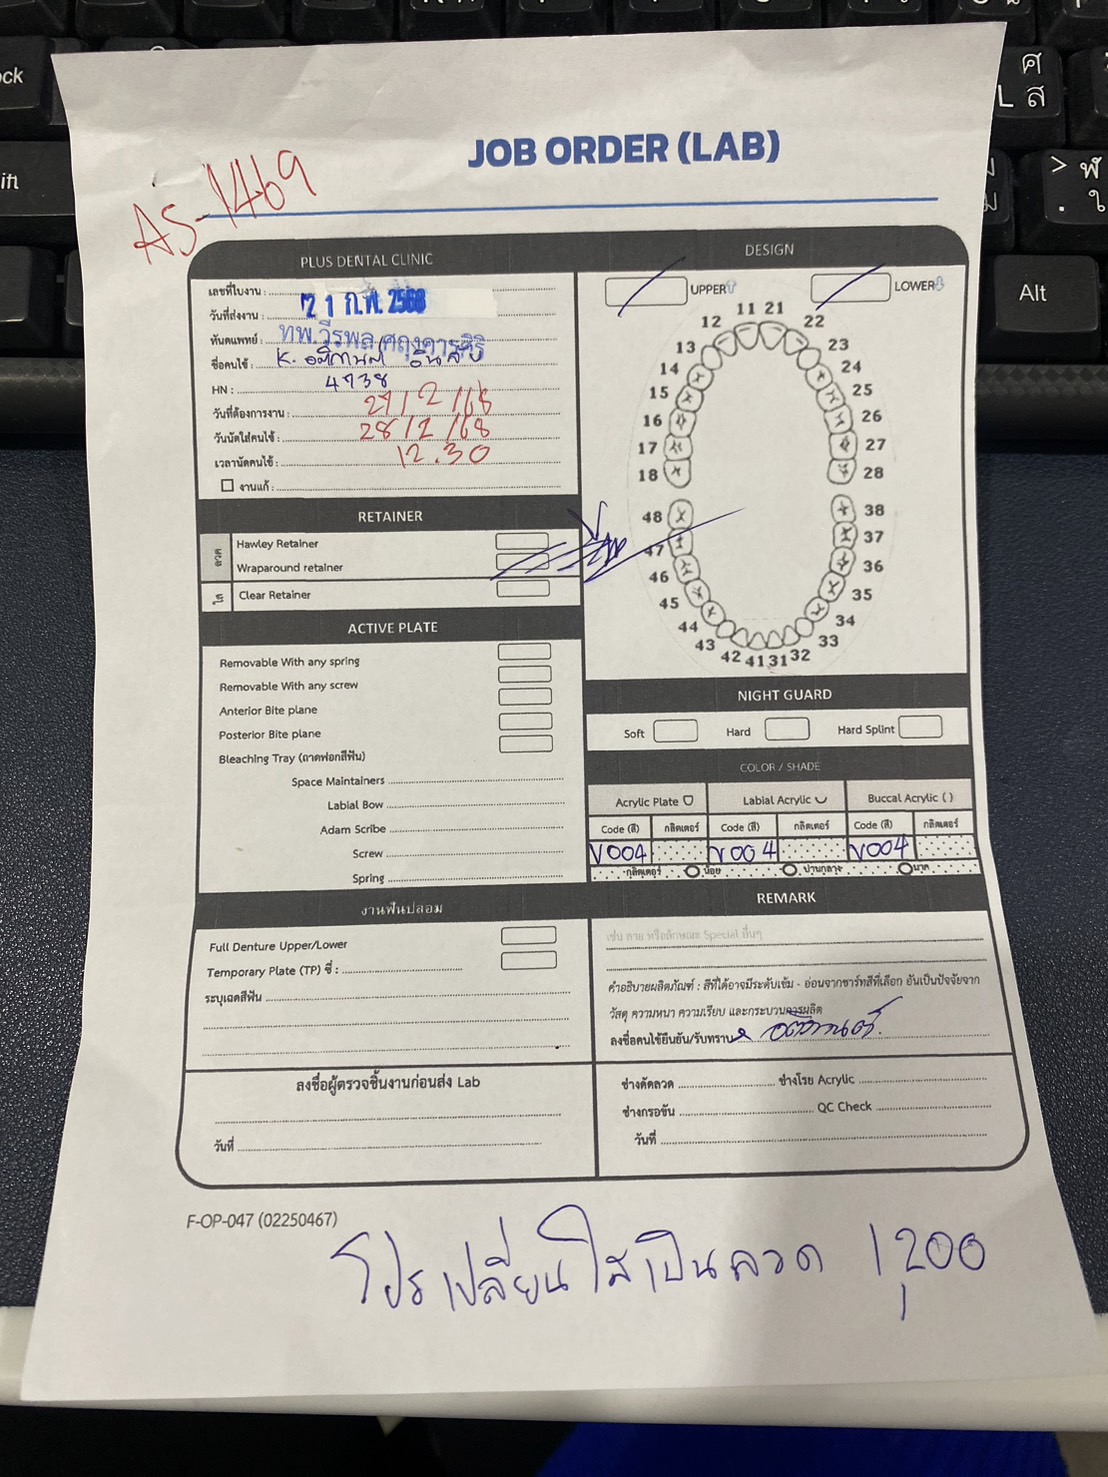 AS-1469
JOB ORDER (LAB)
PLUS DENTAL CLINIC
เลขที่ใบงาน :
วันที่ส่งงาน : 21 ก.พ. 2568
ทันตแพทย์ : ทพ.วีรพล
ชื่อคนไข้ : K.
HN : 4738
วันที่ต้องการงาน : 27/2/68
วันนัดใส่คนไข้ : 28/2/68
เวลานัดคนไข้ : 12.30
งานแก้ :
DESIGN
UPPER
LOWER
11 21
12 22
13 23
14 24
15 25
16 26
17 27
18 28
48 38
47 37
46 36
45 35
44 34
43 33
42 41 31 32
RETAINER
ลวด
Hawley Retainer
Wraparound retainer
ใส
Clear Retainer
ACTIVE PLATE
Removable With any spring
Removable With any screw
Anterior Bite plane
Posterior Bite plane
Bleaching Tray (ถาดฟอกสีฟัน)
Space Maintainers
Labial Bow
Adam Scribe
Screw
Spring
NIGHT GUARD
Soft Hard Hard Splint
COLOR / SHADE
Acrylic Plate Labial Acrylic Buccal Acrylic ( )
Code (สี) กลิตเตอร์ Code (สี) กลิตเตอร์ Code (สี) กลิตเตอร์
V004 V004 V004
กลิตเตอร์ น้อย ปานกลาง มาก
งานฟันปลอม
Full Denture Upper/Lower
Temporary Plate (TP) ซี่ :
ระบุเฉดสีฟัน
REMARK
เช่น ลาย หรือลักษณะ Special อื่นๆ
คำอธิบายผลิตภัณฑ์ : สีที่ได้อาจมีระดับเข้ม - อ่อนจากชาร์ทสีที่เลือก อันเป็นปัจจัยจาก
วัสดุ ความหนา ความเรียบ และกระบวนการผลิต
ลงชื่อคนไข้ยืนยัน/รับทราบ
ลงชื่อผู้ตรวจชิ้นงานก่อนส่ง Lab
วันที่
ช่างดัดลวด ช่างโรย Acrylic
ช่างกรอขัน QC Check
วันที่
F-OP-047 (02250467)
โปรเปลี่ยนใสเป็นลวด 1,200
ock
ift
Alt
ศ
L ส
> ฬ
. ใ